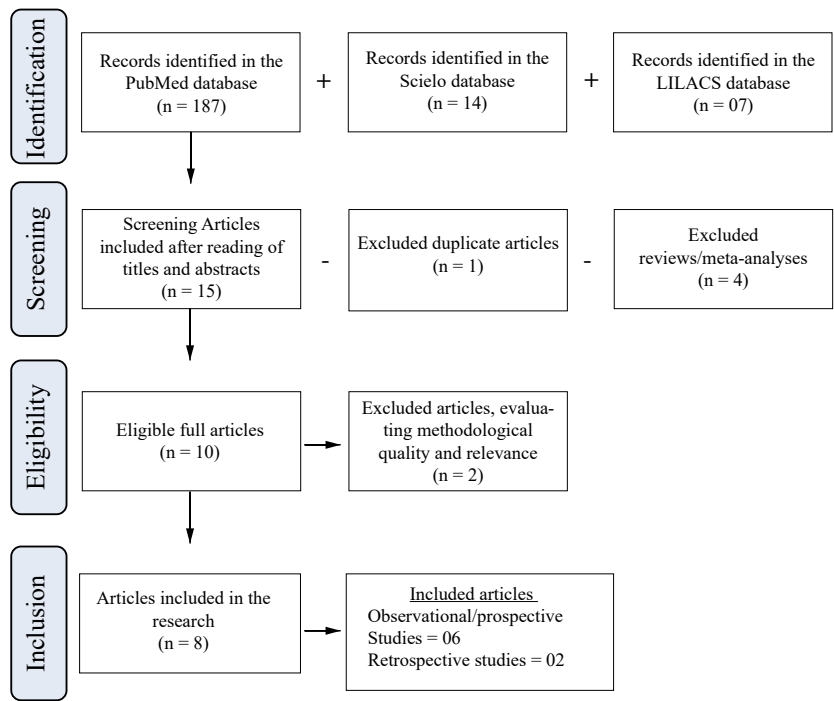 Identification
Records identified in the
PubMed database
(n = 187)
+
Records identified in the
Scielo database
(n = 14)
+
Records identified in the
LILACS database
(n = 07)
Screening
Screening Articles
included after reading of
titles and abstracts
(n = 15)
-
Excluded duplicate articles
(n = 1)
-
Excluded
reviews/meta-analyses
(n = 4)
Eligibility
Eligible full articles
(n = 10)
Excluded articles, evalua-
ting methodological
quality and relevance
(n = 2)
Inclusion
Articles included in the
research
(n = 8)
Included articles
Observational/prospective
Studies = 06
Retrospective studies = 02